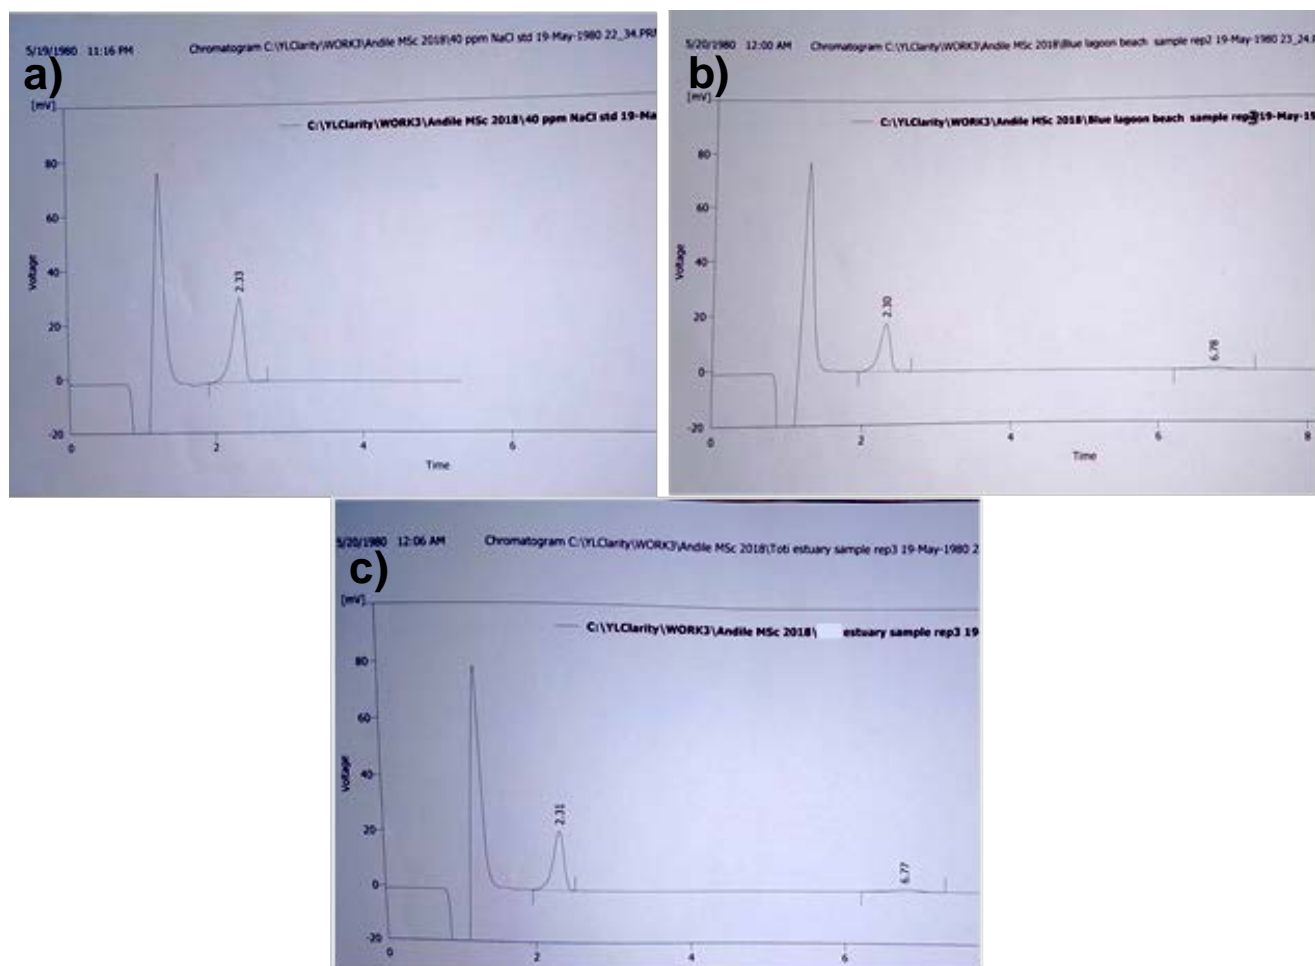 5/19/1980 11:16 PM Chromatogram C:\YLClarity\WORK3\Andile MSc 2018\40 ppm NaCl std 19-May-1980 22_34.PR
a)
[mV]
C:\YLClarity\WORK3\Andile MSc 2018\40 ppm NaCl std 19-Ma
80
60
40
20
0
-20
Voltage
2.33
0 2 4 6
Time
5/20/1980 12:00 AM Chromatogram C:\YLClarity\WORK3\Andile MSc 2018\Blue lagoon beach sample rep2 19-May-1980 23_24.
b)
[mV]
C:\YLClarity\WORK3\Andile MSc 2018\Blue lagoon beach sample rep3 19-May-19
80
60
40
20
0
-20
Voltage
2.30
6.78
0 2 4 6 8
Time
5/20/1980 12:06 AM Chromatogram C:\YLClarity\WORK3\Andile MSc 2018\Toti estuary sample rep3 19-May-1980 2
c)
[mV]
C:\YLClarity\WORK3\Andile MSc 2018\ estuary sample rep3 19
80
60
40
20
0
-20
Voltage
2.31
6.77
0 2 4 6